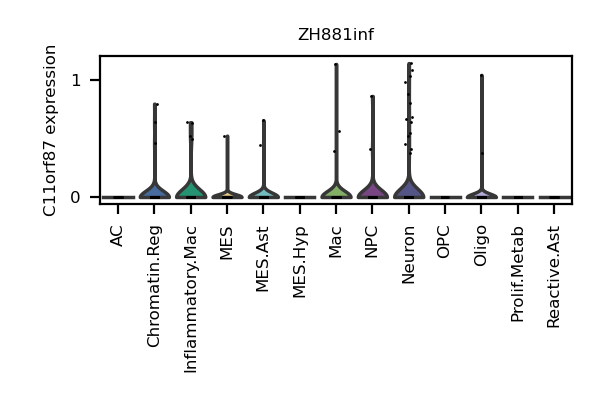 ZH881inf
C11orf87 expression
1
0
AC
Chromatin.Reg
Inflammatory.Mac
MES
MES.Ast
MES.Hyp
Mac
NPC
Neuron
OPC
Oligo
Prolif.Metab
Reactive.Ast